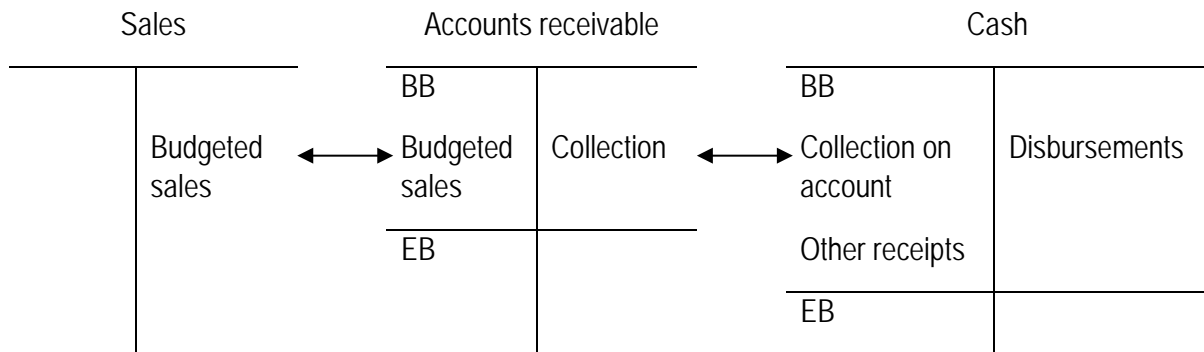 Sales Accounts receivable Cash
BB BB
Budgeted Budgeted Collection Collection on Disbursements
sales sales account
EB Other receipts
EB